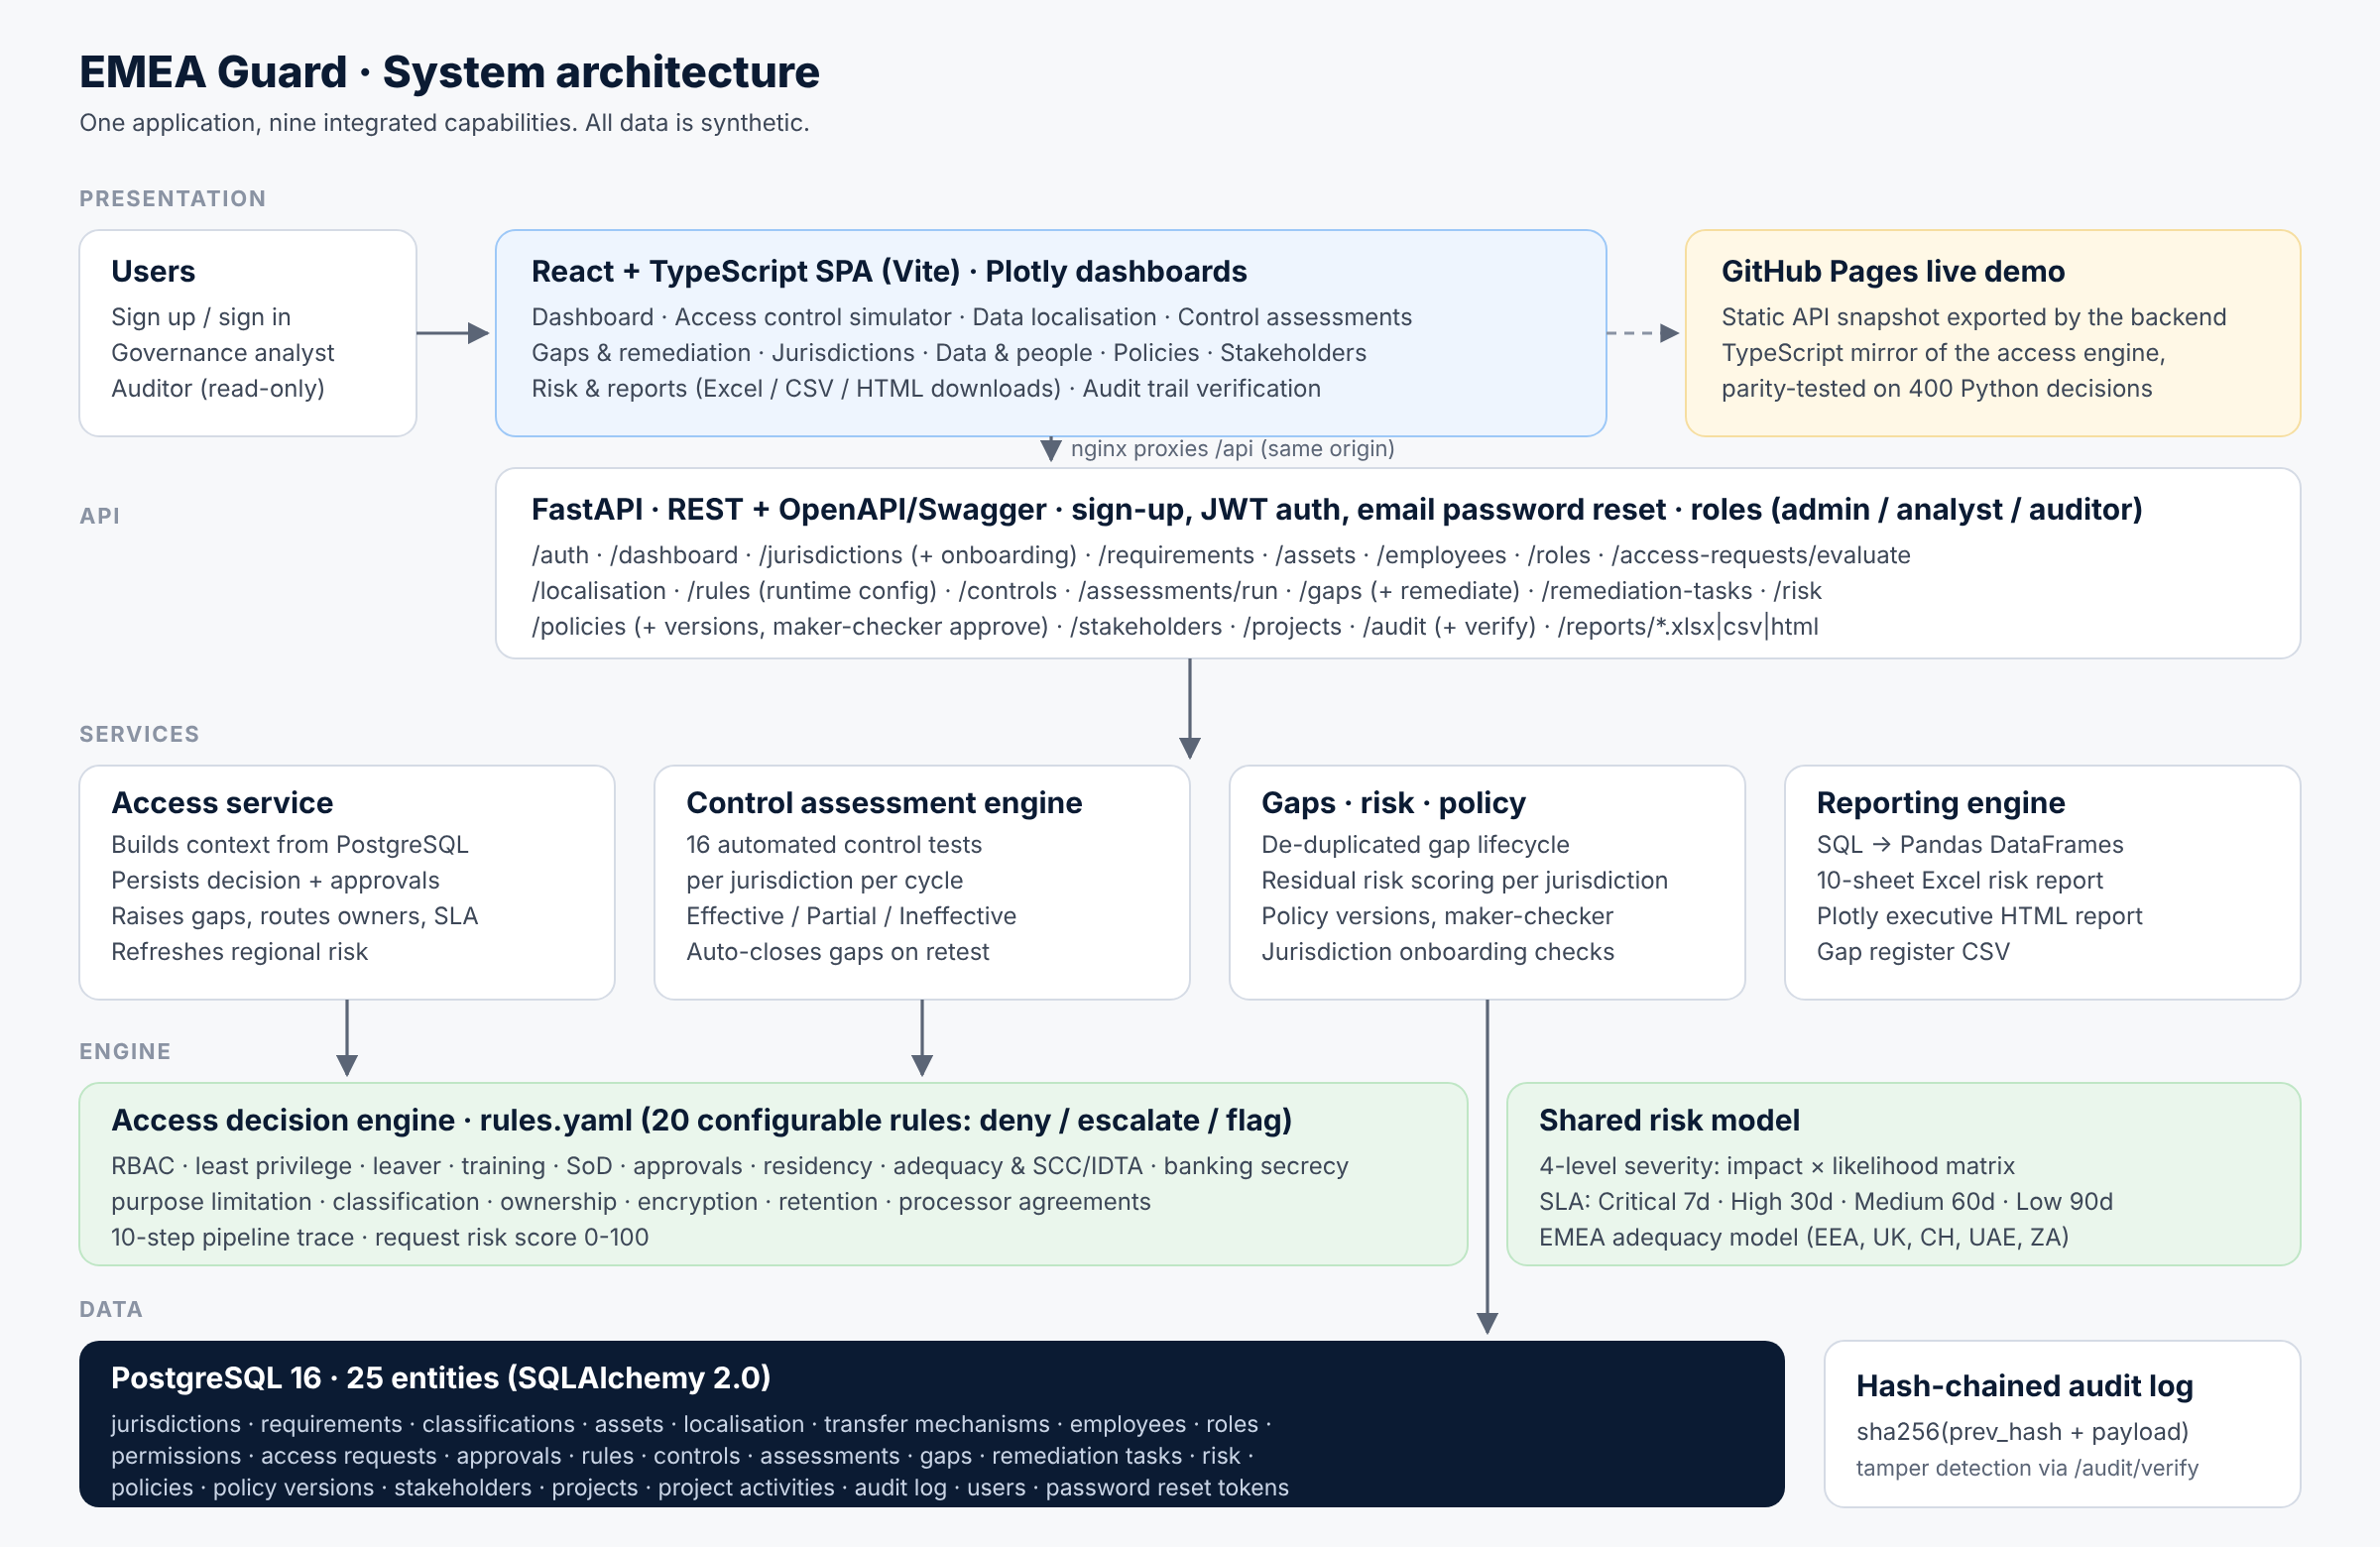 EMEA Guard · System architecture
One application, nine integrated capabilities. All data is synthetic.
PRESENTATION
Users
Sign up / sign in
Governance analyst
Auditor (read-only)
React + TypeScript SPA (Vite) · Plotly dashboards
Dashboard · Access control simulator · Data localisation · Control assessments
Gaps & remediation · Jurisdictions · Data & people · Policies · Stakeholders
Risk & reports (Excel / CSV / HTML downloads) · Audit trail verification
GitHub Pages live demo
Static API snapshot exported by the backend
TypeScript mirror of the access engine,
parity-tested on 400 Python decisions
nginx proxies /api (same origin)
API
FastAPI · REST + OpenAPI/Swagger · sign-up, JWT auth, email password reset · roles (admin / analyst / auditor)
/auth · /dashboard · /jurisdictions (+ onboarding) · /requirements · /assets · /employees · /roles · /access-requests/evaluate
/localisation · /rules (runtime config) · /controls · /assessments/run · /gaps (+ remediate) · /remediation-tasks · /risk
/policies (+ versions, maker-checker approve) · /stakeholders · /projects · /audit (+ verify) · /reports/*.xlsx|csv|html
SERVICES
Access service
Builds context from PostgreSQL
Persists decision + approvals
Raises gaps, routes owners, SLA
Refreshes regional risk
Control assessment engine
16 automated control tests
per jurisdiction per cycle
Effective / Partial / Ineffective
Auto-closes gaps on retest
Gaps · risk · policy
De-duplicated gap lifecycle
Residual risk scoring per jurisdiction
Policy versions, maker-checker
Jurisdiction onboarding checks
Reporting engine
SQL → Pandas DataFrames
10-sheet Excel risk report
Plotly executive HTML report
Gap register CSV
ENGINE
Access decision engine · rules.yaml (20 configurable rules: deny / escalate / flag)
RBAC · least privilege · leaver · training · SoD · approvals · residency · adequacy & SCC/IDTA · banking secrecy
purpose limitation · classification · ownership · encryption · retention · processor agreements
10-step pipeline trace · request risk score 0-100
Shared risk model
4-level severity: impact × likelihood matrix
SLA: Critical 7d · High 30d · Medium 60d · Low 90d
EMEA adequacy model (EEA, UK, CH, UAE, ZA)
DATA
PostgreSQL 16 · 25 entities (SQLAlchemy 2.0)
jurisdictions · requirements · classifications · assets · localisation · transfer mechanisms · employees · roles ·
permissions · access requests · approvals · rules · controls · assessments · gaps · remediation tasks · risk ·
policies · policy versions · stakeholders · projects · project activities · audit log · users · password reset tokens
Hash-chained audit log
sha256(prev_hash + payload)
tamper detection via /audit/verify